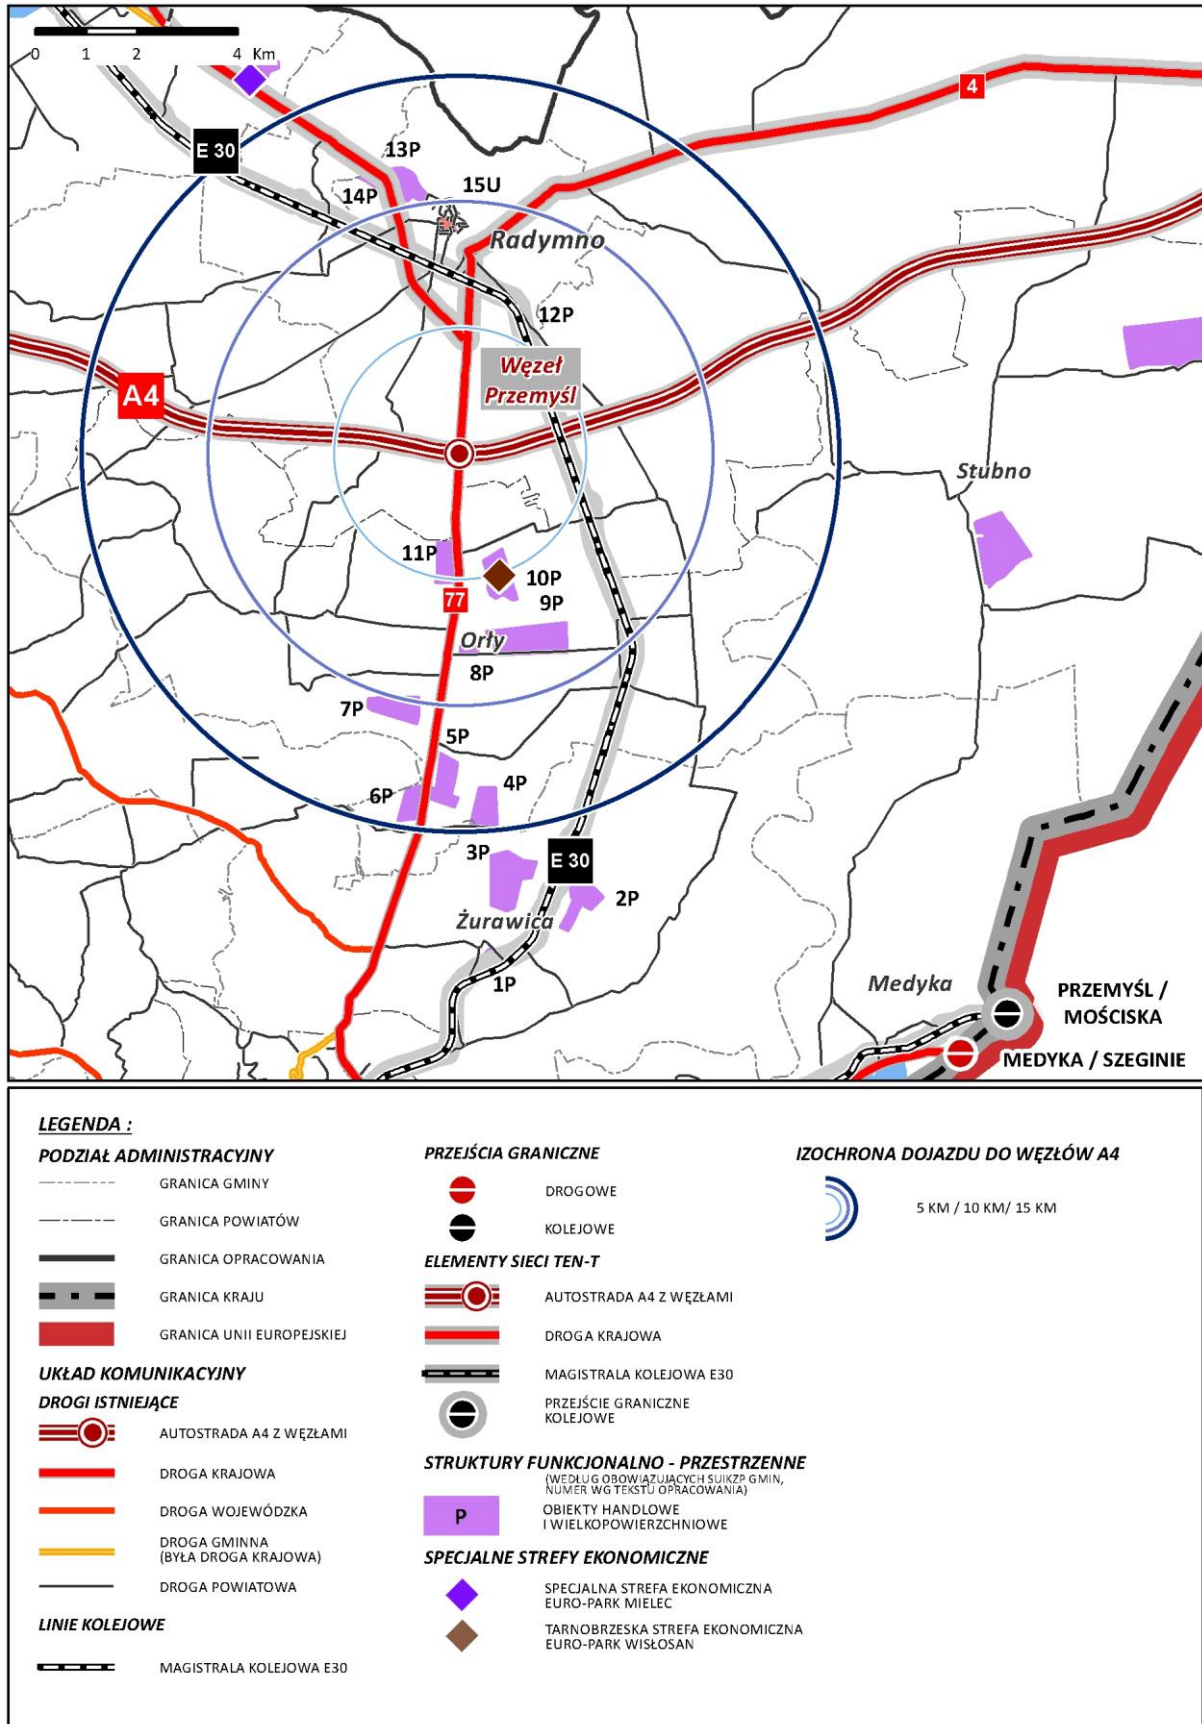 0 1 2 4 Km
4
E 30
13P
14P
15U
Radymno
12P
Węzeł
Przemyśl
A4
Stubno
11P
10P
9P
77
Orły
8P
7P
5P
6P
4P
3P
E 30
2P
Żurawica
1P
Medyka
PRZEMYŚL /
MOŚCISKA
MEDYKA / SZEGINIE
LEGENDA :
PODZIAŁ ADMINISTRACYJNY
GRANICA GMINY
GRANICA POWIATÓW
GRANICA OPRACOWANIA
GRANICA KRAJU
GRANICA UNII EUROPEJSKIEJ
UKŁAD KOMUNIKACYJNY
DROGI ISTNIEJĄCE
AUTOSTRADA A4 Z WĘZŁAMI
DROGA KRAJOWA
DROGA WOJEWÓDZKA
DROGA GMINNA
(BYŁA DROGA KRAJOWA)
DROGA POWIATOWA
LINIE KOLEJOWE
MAGISTRALA KOLEJOWA E30
PRZEJŚCIA GRANICZNE
DROGOWE
KOLEJOWE
ELEMENTY SIECI TEN-T
AUTOSTRADA A4 Z WĘZŁAMI
DROGA KRAJOWA
MAGISTRALA KOLEJOWA E30
PRZEJŚCIE GRANICZNE
KOLEJOWE
STRUKTURY FUNKCJONALNO - PRZESTRZENNE
(WEDŁUG OBOWIĄZUJĄCYCH SUIKZP GMIN,
NUMER WG TEKSTU OPRACOWANIA)
P
OBIEKTY HANDLOWE
I WIELKOPOWIERZCHNIOWE
SPECJALNE STREFY EKONOMICZNE
SPECJALNA STREFA EKONOMICZNA
EURO-PARK MIELEC
TARNOBRZESKA STREFA EKONOMICZNA
EURO-PARK WISŁOSAN
IZOCHRONA DOJAZDU DO WĘZŁÓW A4
5 KM / 10 KM/ 15 KM